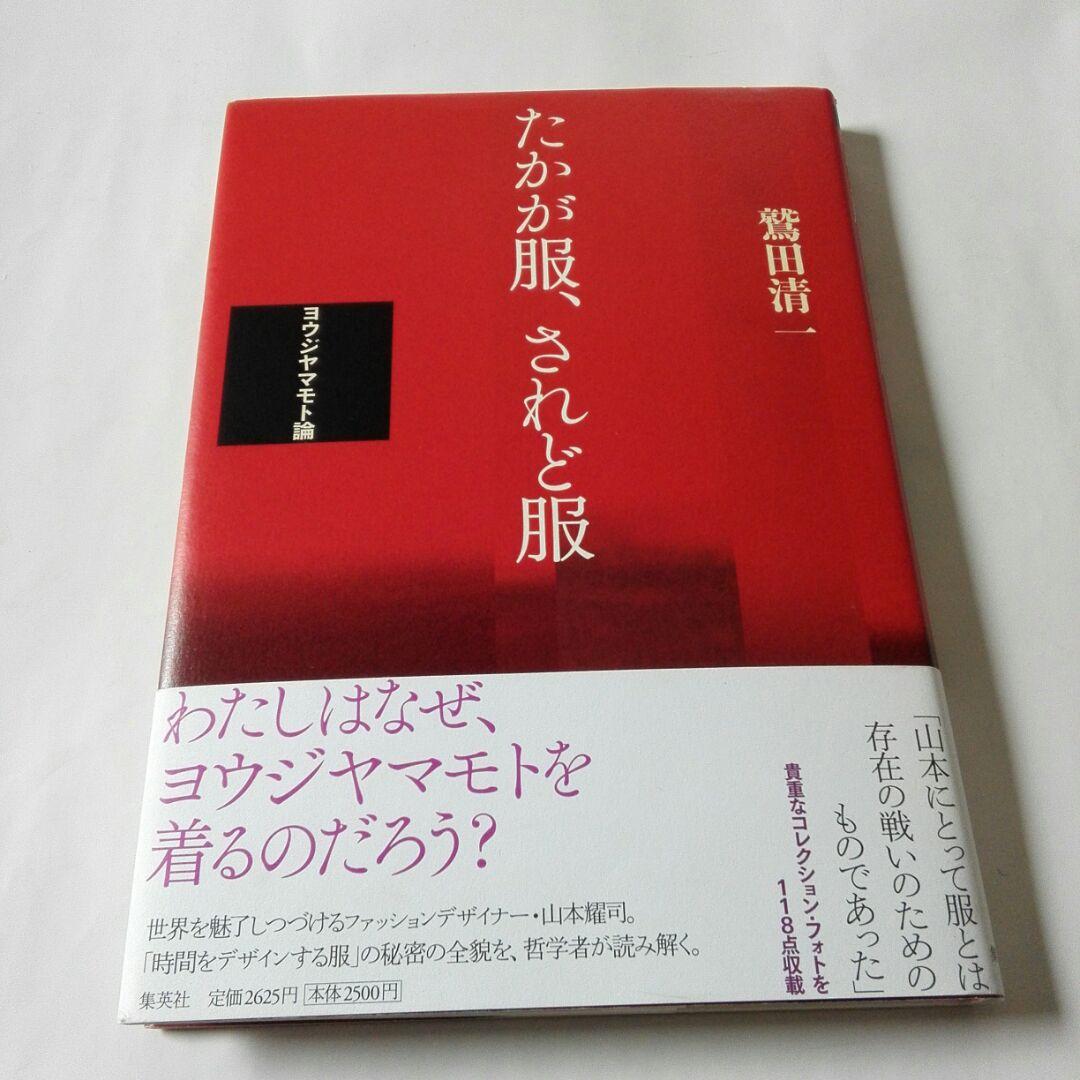 たかが服、されど服
鷲田清一
ヨウジヤマモト論
わたしはなぜ、
ヨウジヤマモトを
着るのだろう?
世界を魅了しつづけるファッションデザイナー・山本耀司。
「時間をデザインする服」の秘密の全貌を、哲学者が読み解く。
集英社 定価2625円 本体2500円
「山本にとって服とは
存在の戦いのための
ものであった」
貴重なコレクション・フォトを
118点収載